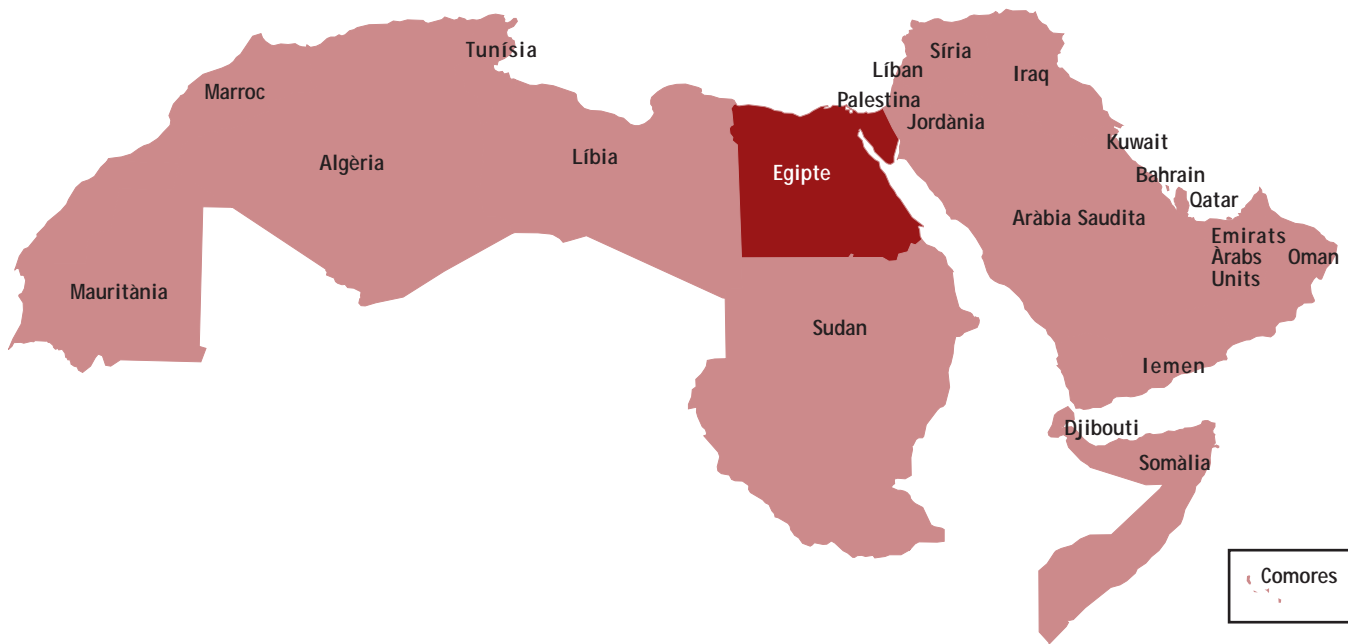 Tunísia
Síria
Líban
Iraq
Marroc
Palestina
Jordània
Kuwait
Algèria
Líbia
Egipte
Bahrain
Qatar
Aràbia Saudita
Emirats
Àrabs
Units
Oman
Mauritània
Sudan
Iemen
Djibouti
Somàlia
Comores